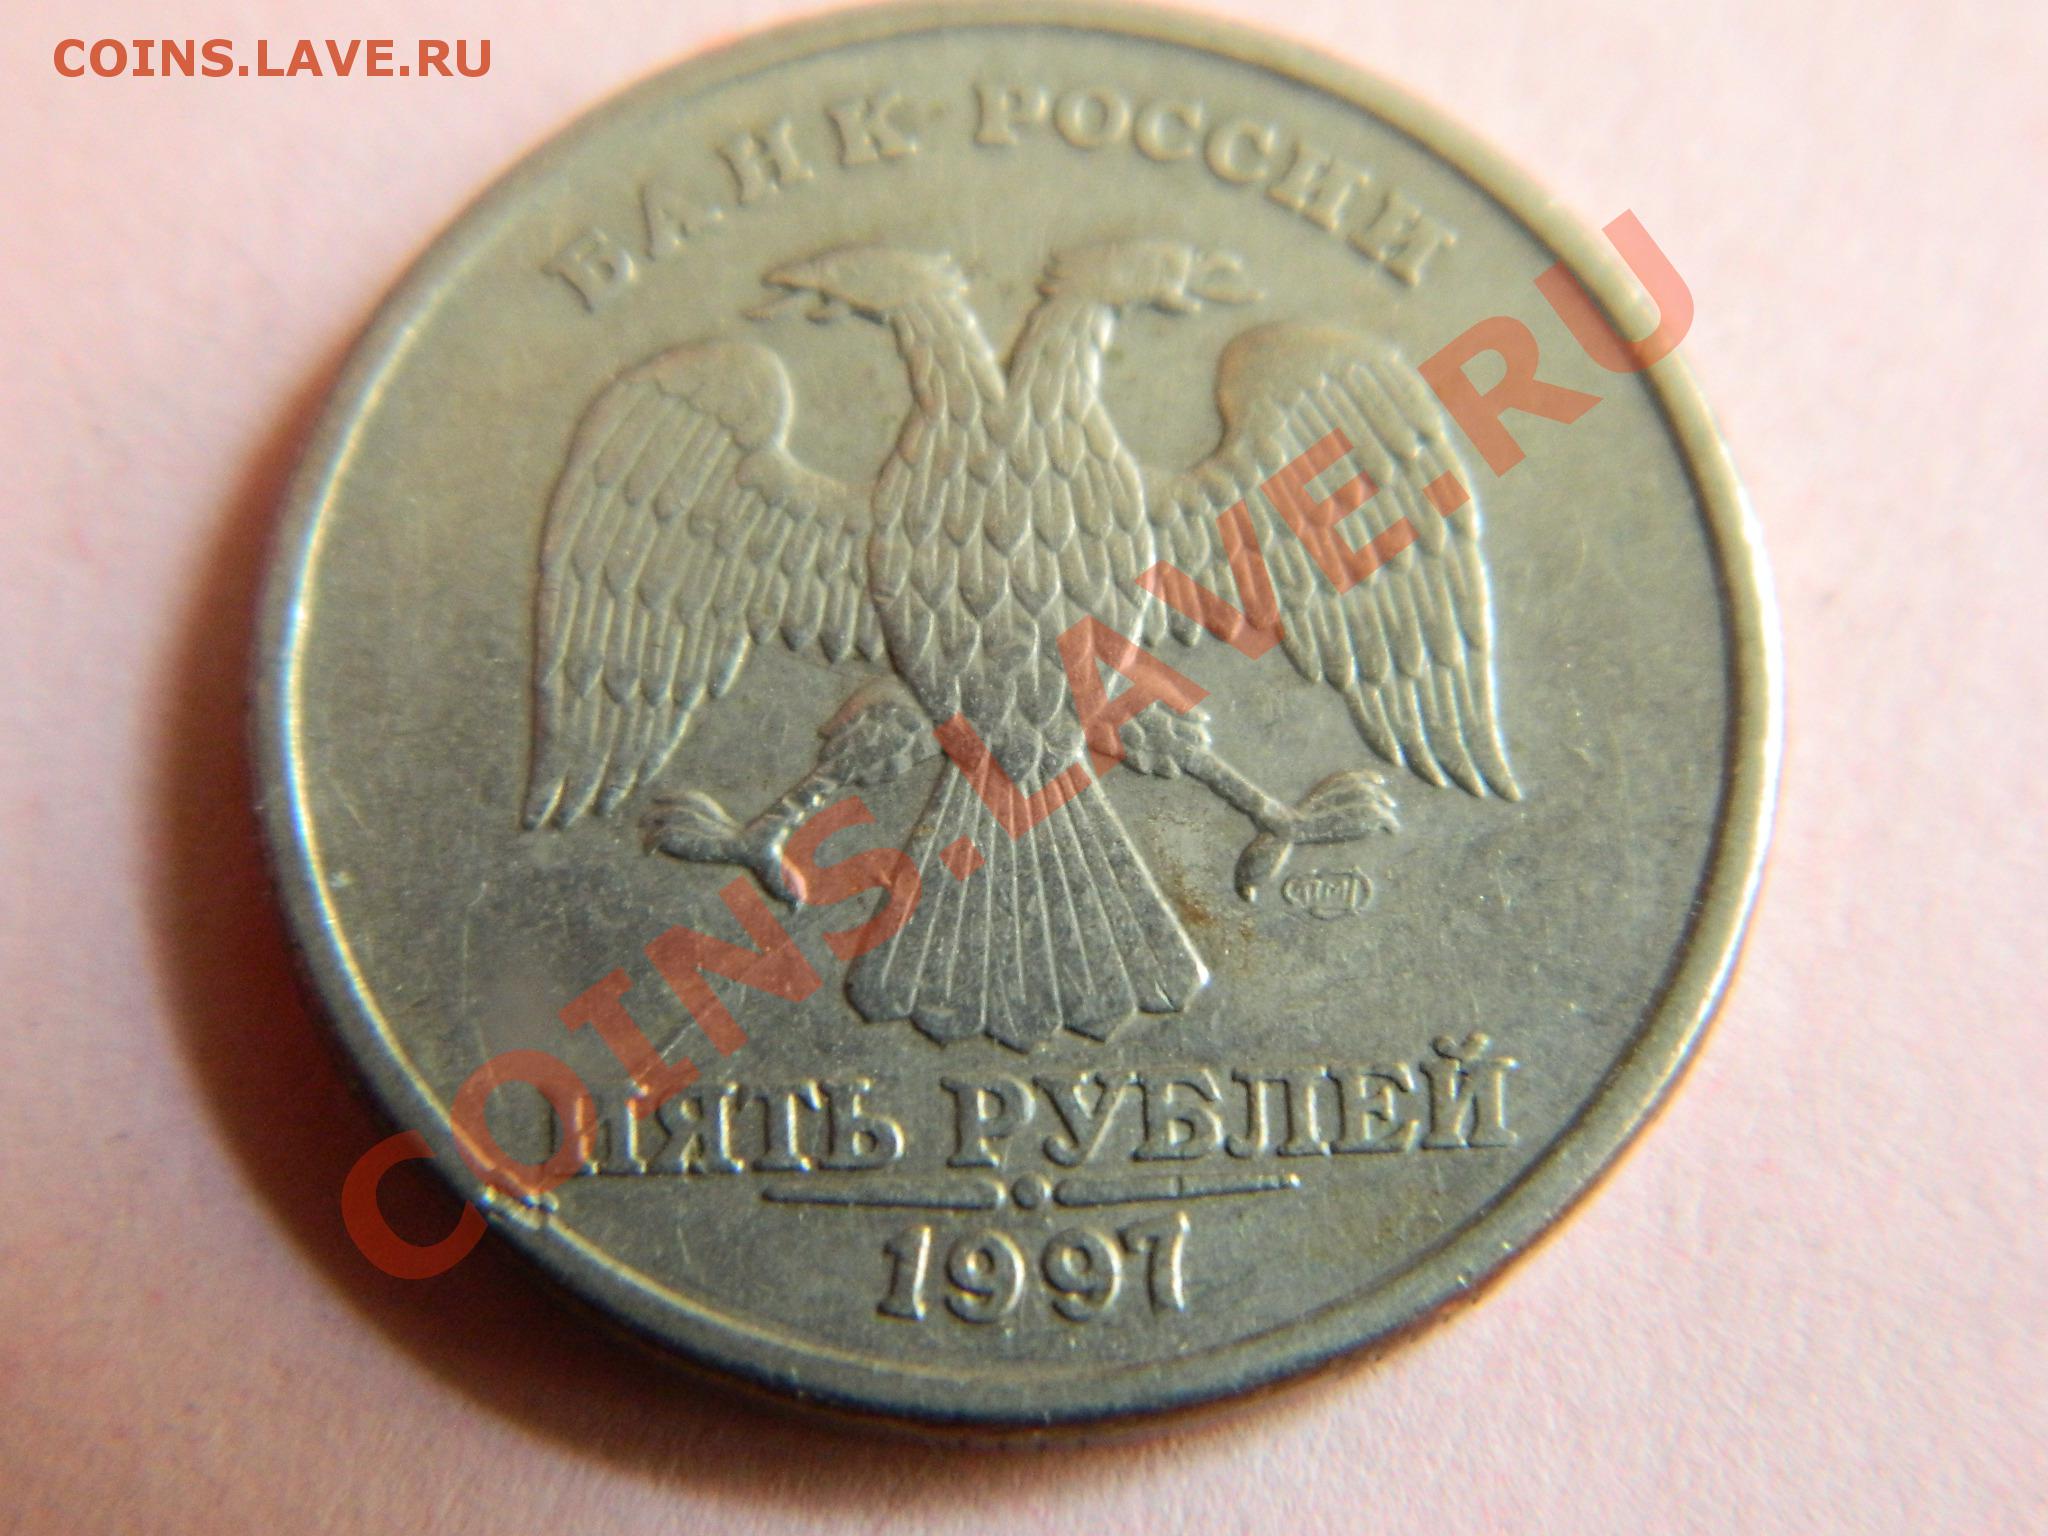 COINS.LAVE.RU
БАНК РОССИИ
COINS.LAVE.RU
ПЯТЬ РУБЛЕЙ
1997